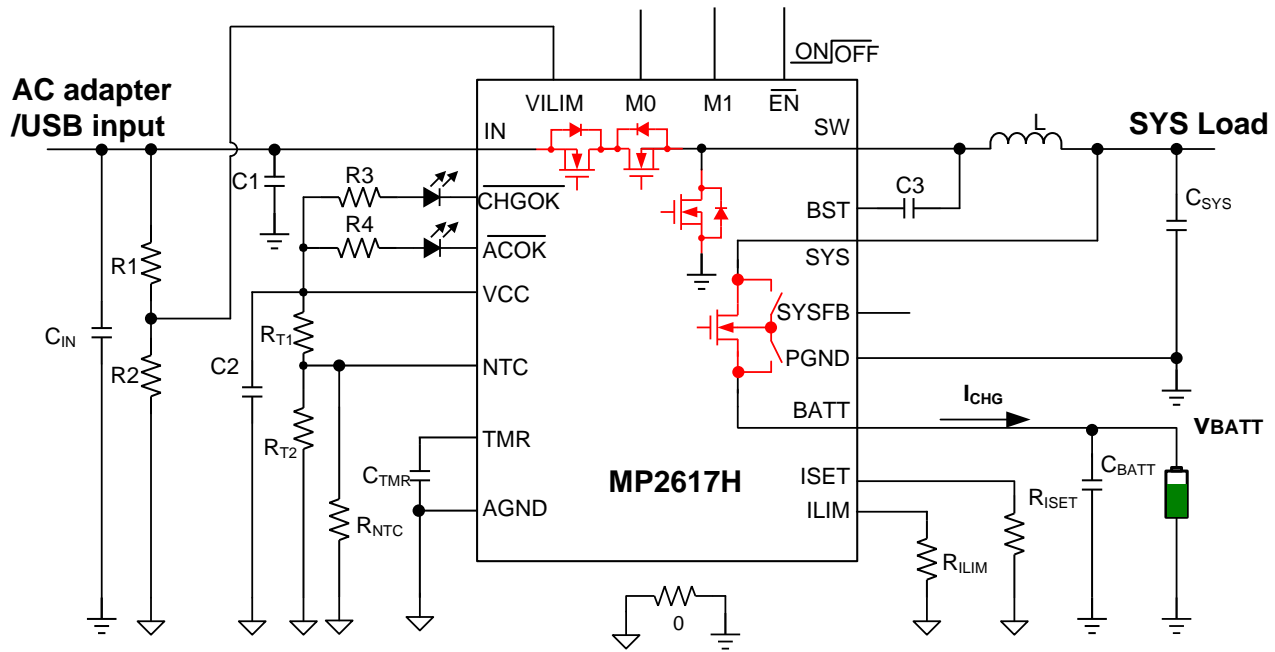 ON OFF
AC adapter
/USB input
VILIM M0 M1 EN
IN
SW
L
SYS Load
C1
R3
CHGOK
C3
BST
CSYS
R4
ACOK
SYS
R1
VCC
SYSFB
CIN
RT1
C2
R2
NTC
PGND
ICHG
BATT
VBATT
RT2
TMR
CTMR
MP2617H
ISET
CBATT
RISET
AGND
RNTC
ILIM
RILIM
0